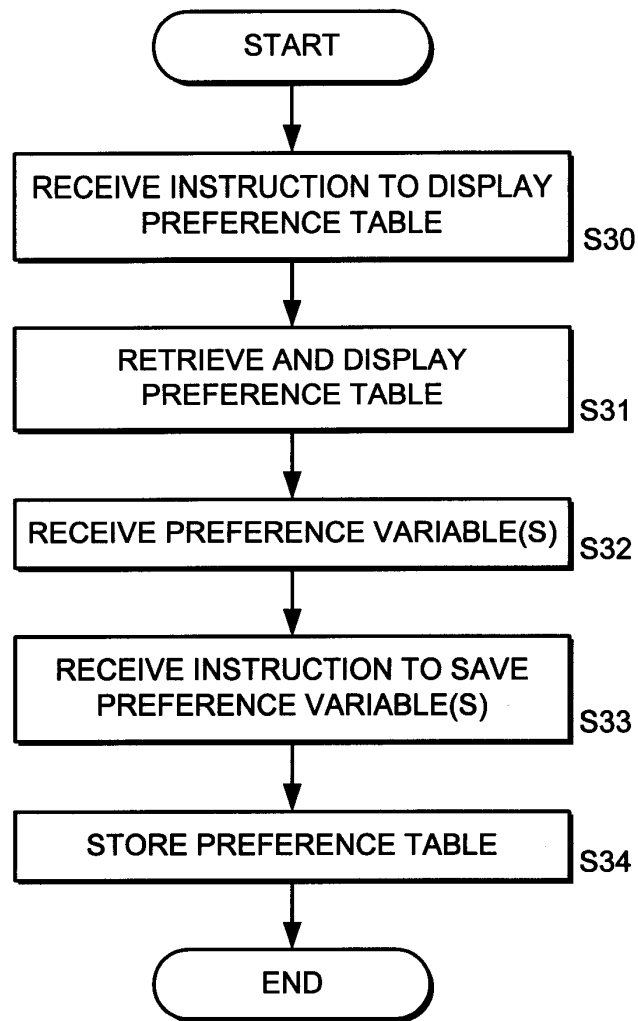 START
RECEIVE INSTRUCTION TO DISPLAY
PREFERENCE TABLE
S30
RETRIEVE AND DISPLAY
PREFERENCE TABLE
S31
RECEIVE PREFERENCE VARIABLE(S)
S32
RECEIVE INSTRUCTION TO SAVE
PREFERENCE VARIABLE(S)
S33
STORE PREFERENCE TABLE
S34
END